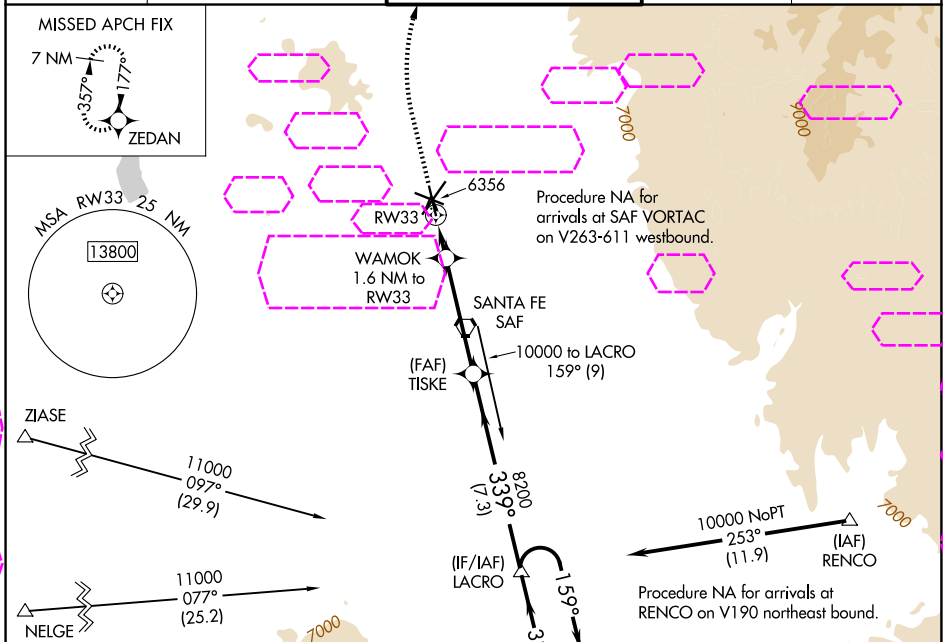 MISSED APCH FIX
7 NM
357°
177°
ZEDAN
MSA RW33 25 NM
13800
7000
9000
6356
RW33
Procedure NA for
arrivals at SAF VORTAC
on V263-611 westbound.
WAMOK
1.6 NM to
RW33
SANTA FE
SAF
10000 to LACRO
159° (9)
(FAF)
TISKE
ZIASE
11000
097°
(29.9)
8200
339°
(7.3)
10000 NoPT
253°
(11.9)
7000
(IAF)
RENCO
(IF/IAF)
LACRO
159°
11000
077°
(25.2)
NELGE
7000
Procedure NA for arrivals at
RENCO on V190 northeast bound.